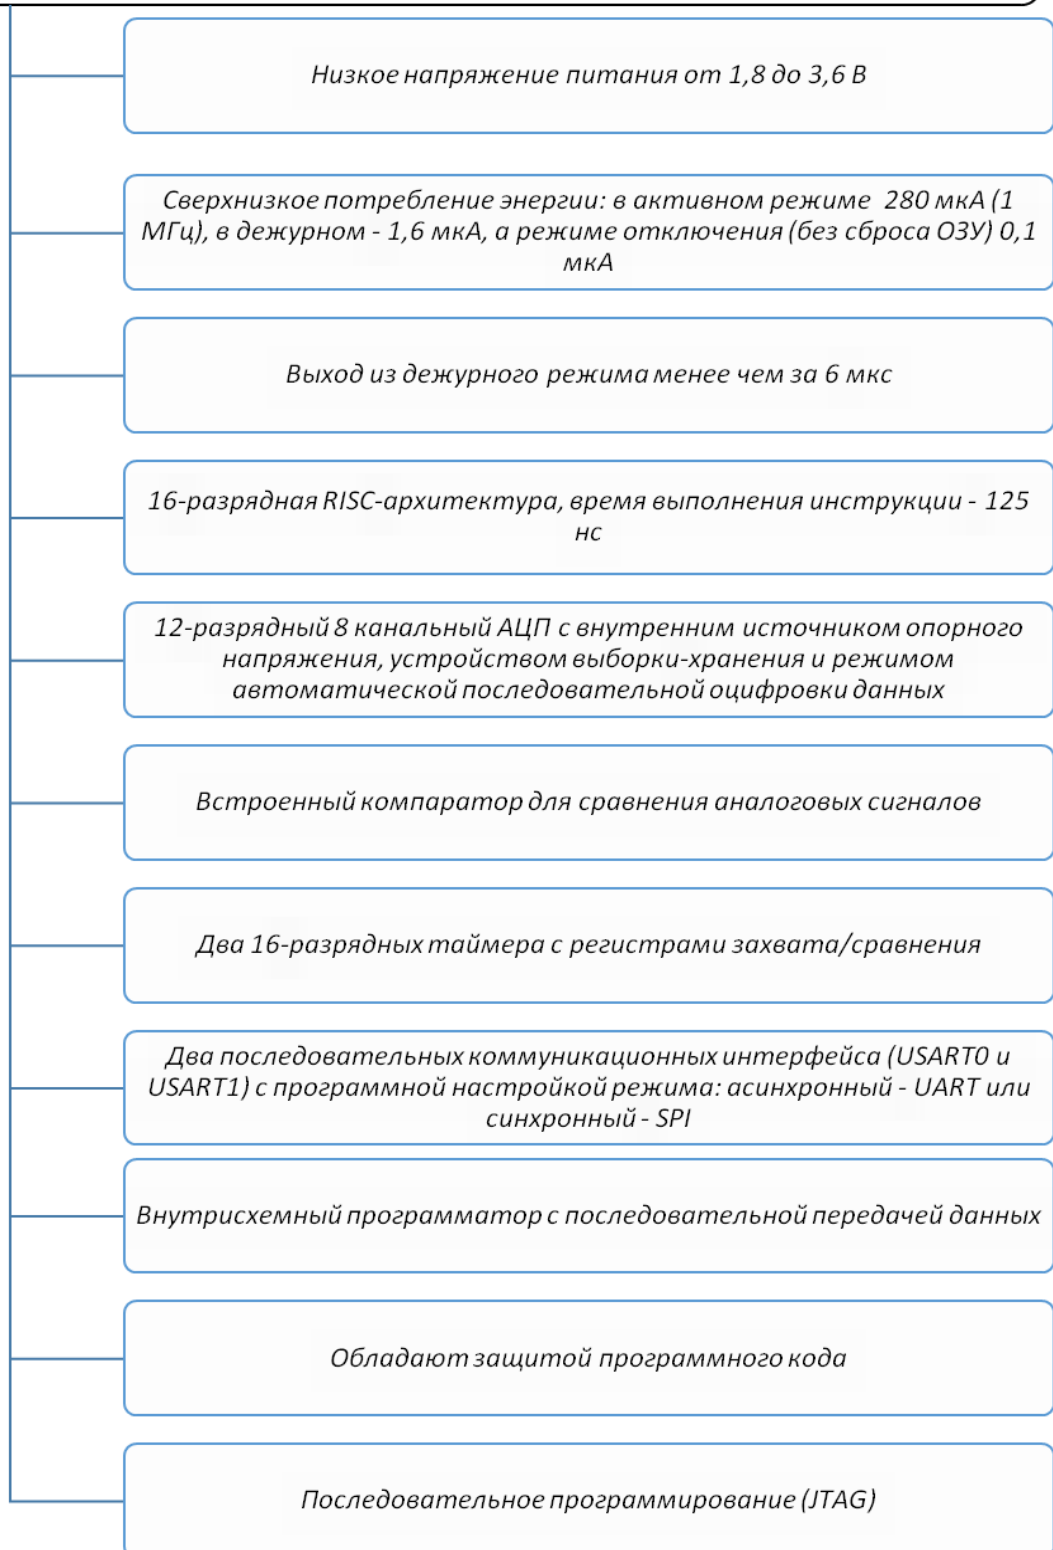 Низкое напряжение питания от 1,8 до 3,6 В
Сверхнизкое потребление энергии: в активном режиме 280 мкА (1
МГц), в дежурном - 1,6 мкА, а режиме отключения (без сброса ОЗУ) 0,1
мкА
Выход из дежурного режима менее чем за 6 мкс
16-разрядная RISC-архитектура, время выполнения инструкции - 125
нс
12-разрядный 8 канальный АЦП с внутренним источником опорного
напряжения, устройством выборки-хранения и режимом
автоматической последовательной оцифровки данных
Встроенный компаратор для сравнения аналоговых сигналов
Два 16-разрядных таймера с регистрами захвата/сравнения
Два последовательных коммуникационных интерфейса (USART0 и
USART1) с программной настройкой режима: асинхронный - UART или
синхронный - SPI
Внутрисхемный программатор с последовательной передачей данных
Обладают защитой программного кода
Последовательное программирование (JTAG)